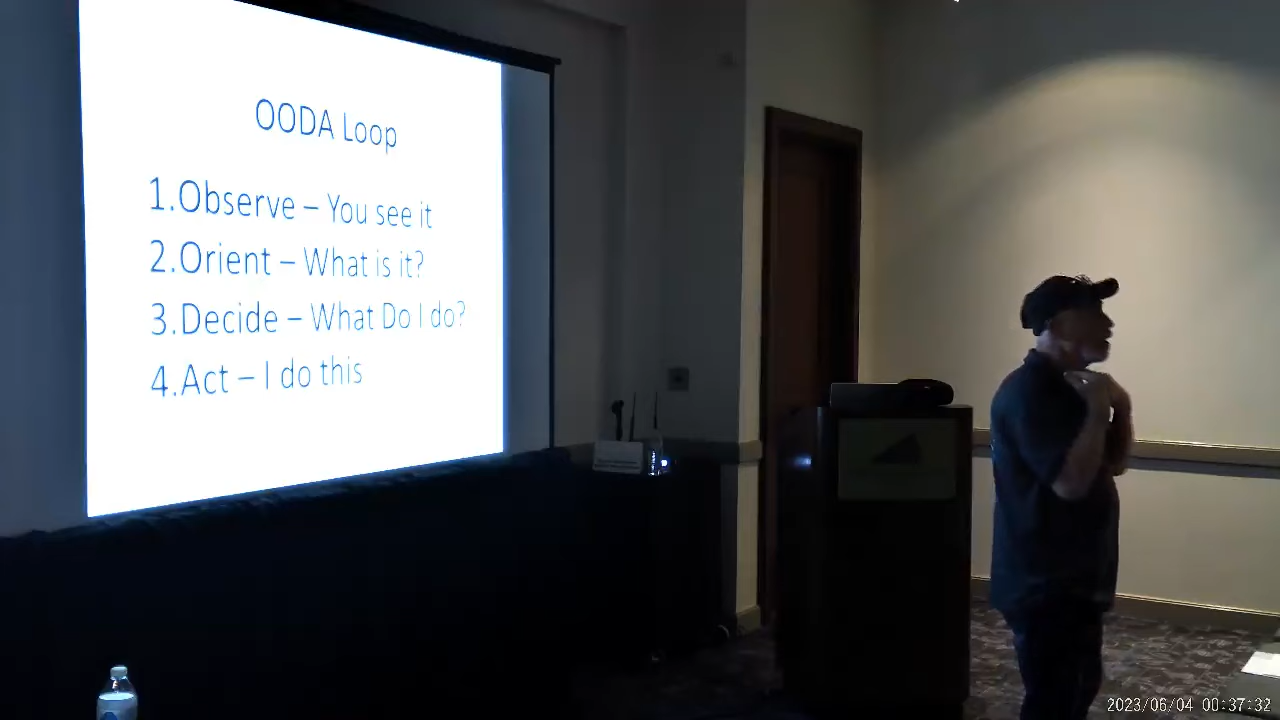 OODA Loop
1.Observe – You see it
2.Orient – What is it?
3.Decide – What Do I do?
4.Act – I do this
2023/06/04 00:37:32